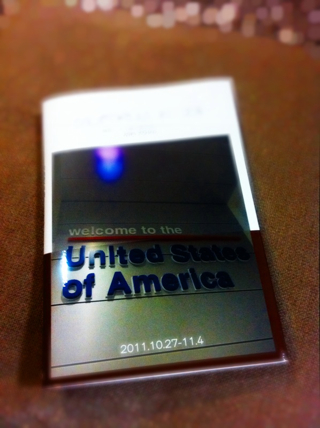 welcome to the
United States
of America
2011.10.27-11.4